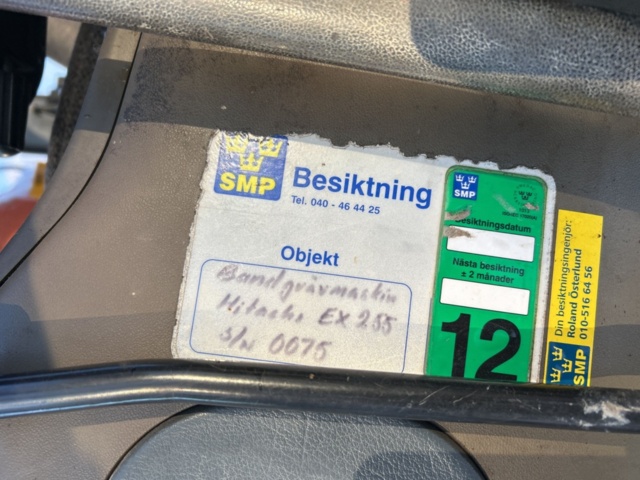 SMP
Besiktning
Tel. 040 - 46 44 25
Objekt
Bandgrävmaskin
Hitachi EX 255
S/N 0075
SMP
Besiktningsdatum
Nästa besiktning
± 2 månader
12
Din besiktningsingenjör:
Roland Österlund
010-516 64 56
SMP